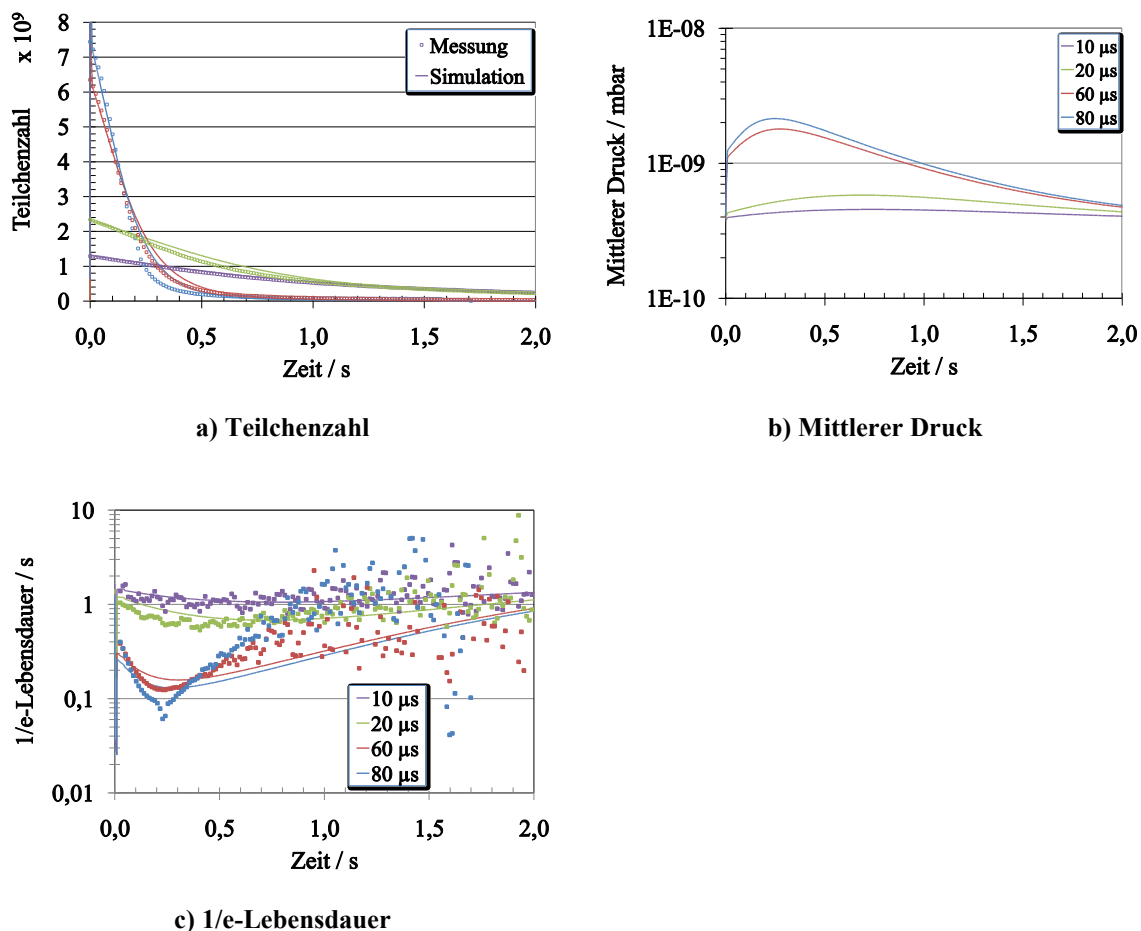 x 10⁹
Teilchenzahl
8
7
6
5
4
3
2
1
0
Messung
Simulation
0,0 0,5 1,0 1,5 2,0
Zeit / s
a) Teilchenzahl
Mittlerer Druck / mbar
1E-08
1E-09
1E-10
10 µs
20 µs
60 µs
80 µs
0,0 0,5 1,0 1,5 2,0
Zeit / s
b) Mittlerer Druck
1/e-Lebensdauer / s
10
1
0,1
0,01
10 µs
20 µs
60 µs
80 µs
0,0 0,5 1,0 1,5 2,0
Zeit / s
c) 1/e-Lebensdauer